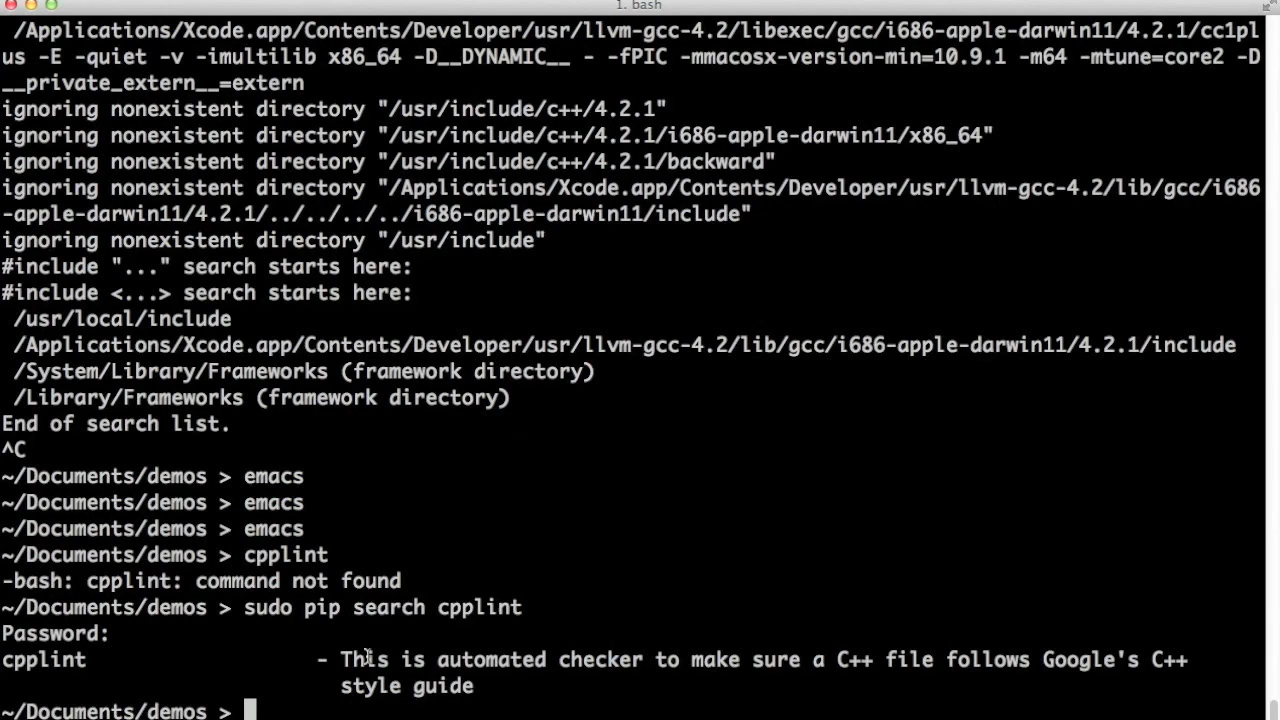 1. bash
/Applications/Xcode.app/Contents/Developer/usr/llvm-gcc-4.2/libexec/gcc/i686-apple-darwin11/4.2.1/cc1pl
us -E -quiet -v -imultilib x86_64 -D__DYNAMIC__ - -fPIC -mmacosx-version-min=10.9.1 -m64 -mtune=core2 -D
__private_extern__=extern
ignoring nonexistent directory "/usr/include/c++/4.2.1"
ignoring nonexistent directory "/usr/include/c++/4.2.1/i686-apple-darwin11/x86_64"
ignoring nonexistent directory "/usr/include/c++/4.2.1/backward"
ignoring nonexistent directory "/Applications/Xcode.app/Contents/Developer/usr/llvm-gcc-4.2/lib/gcc/i686
-apple-darwin11/4.2.1/../../../../i686-apple-darwin11/include"
ignoring nonexistent directory "/usr/include"
#include "..." search starts here:
#include <...> search starts here:
/usr/local/include
/Applications/Xcode.app/Contents/Developer/usr/llvm-gcc-4.2/lib/gcc/i686-apple-darwin11/4.2.1/include
/System/Library/Frameworks (framework directory)
/Library/Frameworks (framework directory)
End of search list.
^C
~/Documents/demos > emacs
~/Documents/demos > emacs
~/Documents/demos > emacs
~/Documents/demos > cpplint
-bash: cpplint: command not found
~/Documents/demos > sudo pip search cpplint
Password:
cpplint - This is automated checker to make sure a C++ file follows Google's C++
style guide
~/Documents/demos >